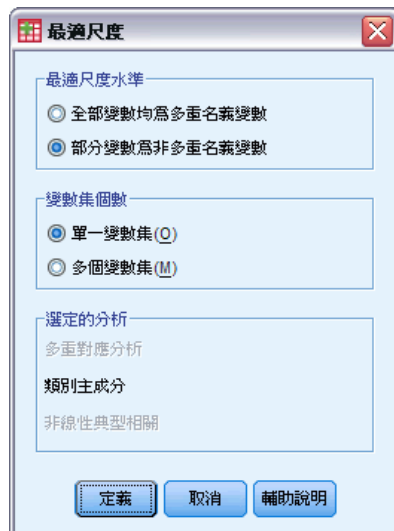 最適尺度
最適尺度水準
全部變數均為多重名義變數
部分變數為非多重名義變數
變數集個數
單一變數集(O)
多個變數集(M)
選定的分析
多重對應分析
類別主成分
非線性典型相關
定義 取消 輔助說明